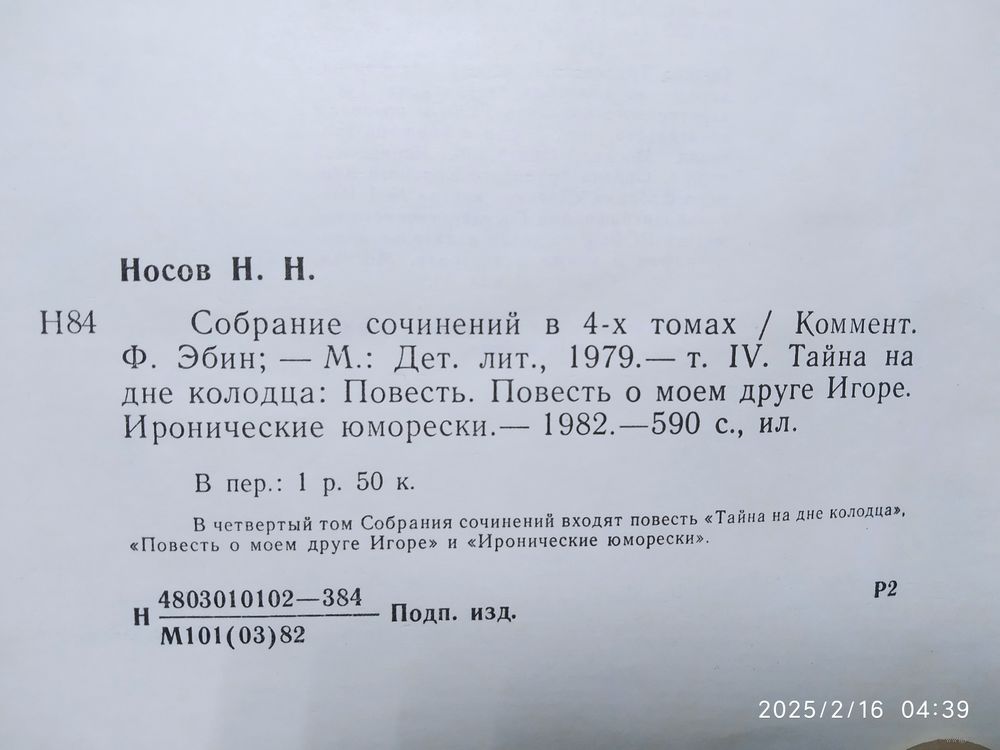 Носов Н. Н.
Н84 Собрание сочинений в 4-х томах / Коммент.
Ф. Эбин; — М.: Дет. лит., 1979.— т. IV. Тайна на
дне колодца: Повесть. Повесть о моем друге Игоре.
Иронические юморески.— 1982.—590 с., ил.
В пер.: 1 р. 50 к.
В четвертый том Собрания сочинений входят повесть «Тайна на дне колодца»,
«Повесть о моем друге Игоре» и «Иронические юморески».
Н 4803010102—384 Подп. изд.
М101(03)82
Р2
2025/2/16 04:39